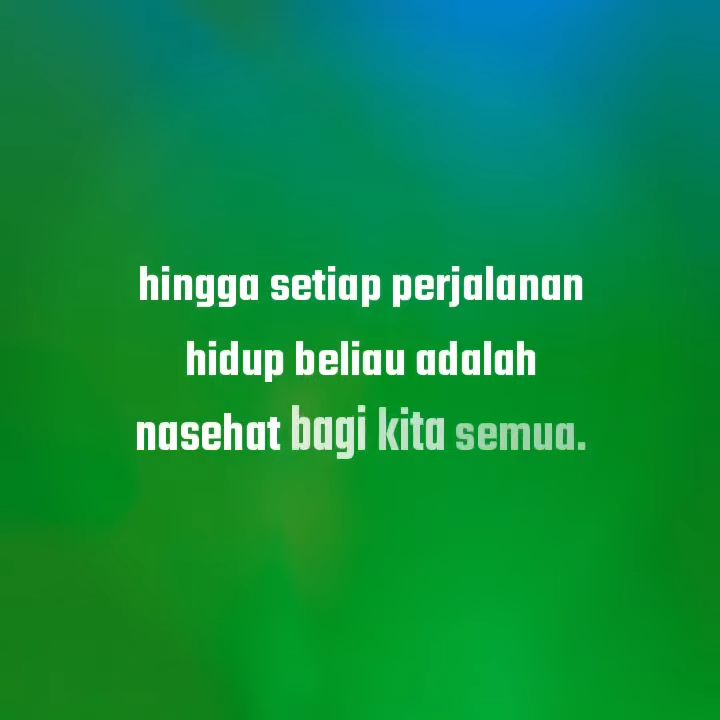 hingga setiap perjalanan
hidup beliau adalah
nasehat bagi kita semua.